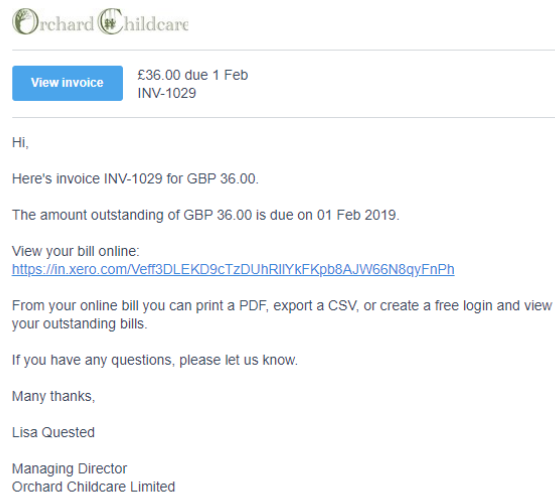 Orchard Childcare
View invoice
£36.00 due 1 Feb
INV-1029
Hi,
Here's invoice INV-1029 for GBP 36.00.
The amount outstanding of GBP 36.00 is due on 01 Feb 2019.
View your bill online:
https://in.xero.com/Veff3DLEKD9cTzDUhRIlYkFKpb8AJW66N8qyFnPh
From your online bill you can print a PDF, export a CSV, or create a free login and view
your outstanding bills.
If you have any questions, please let us know.
Many thanks,
Lisa Quested
Managing Director
Orchard Childcare Limited